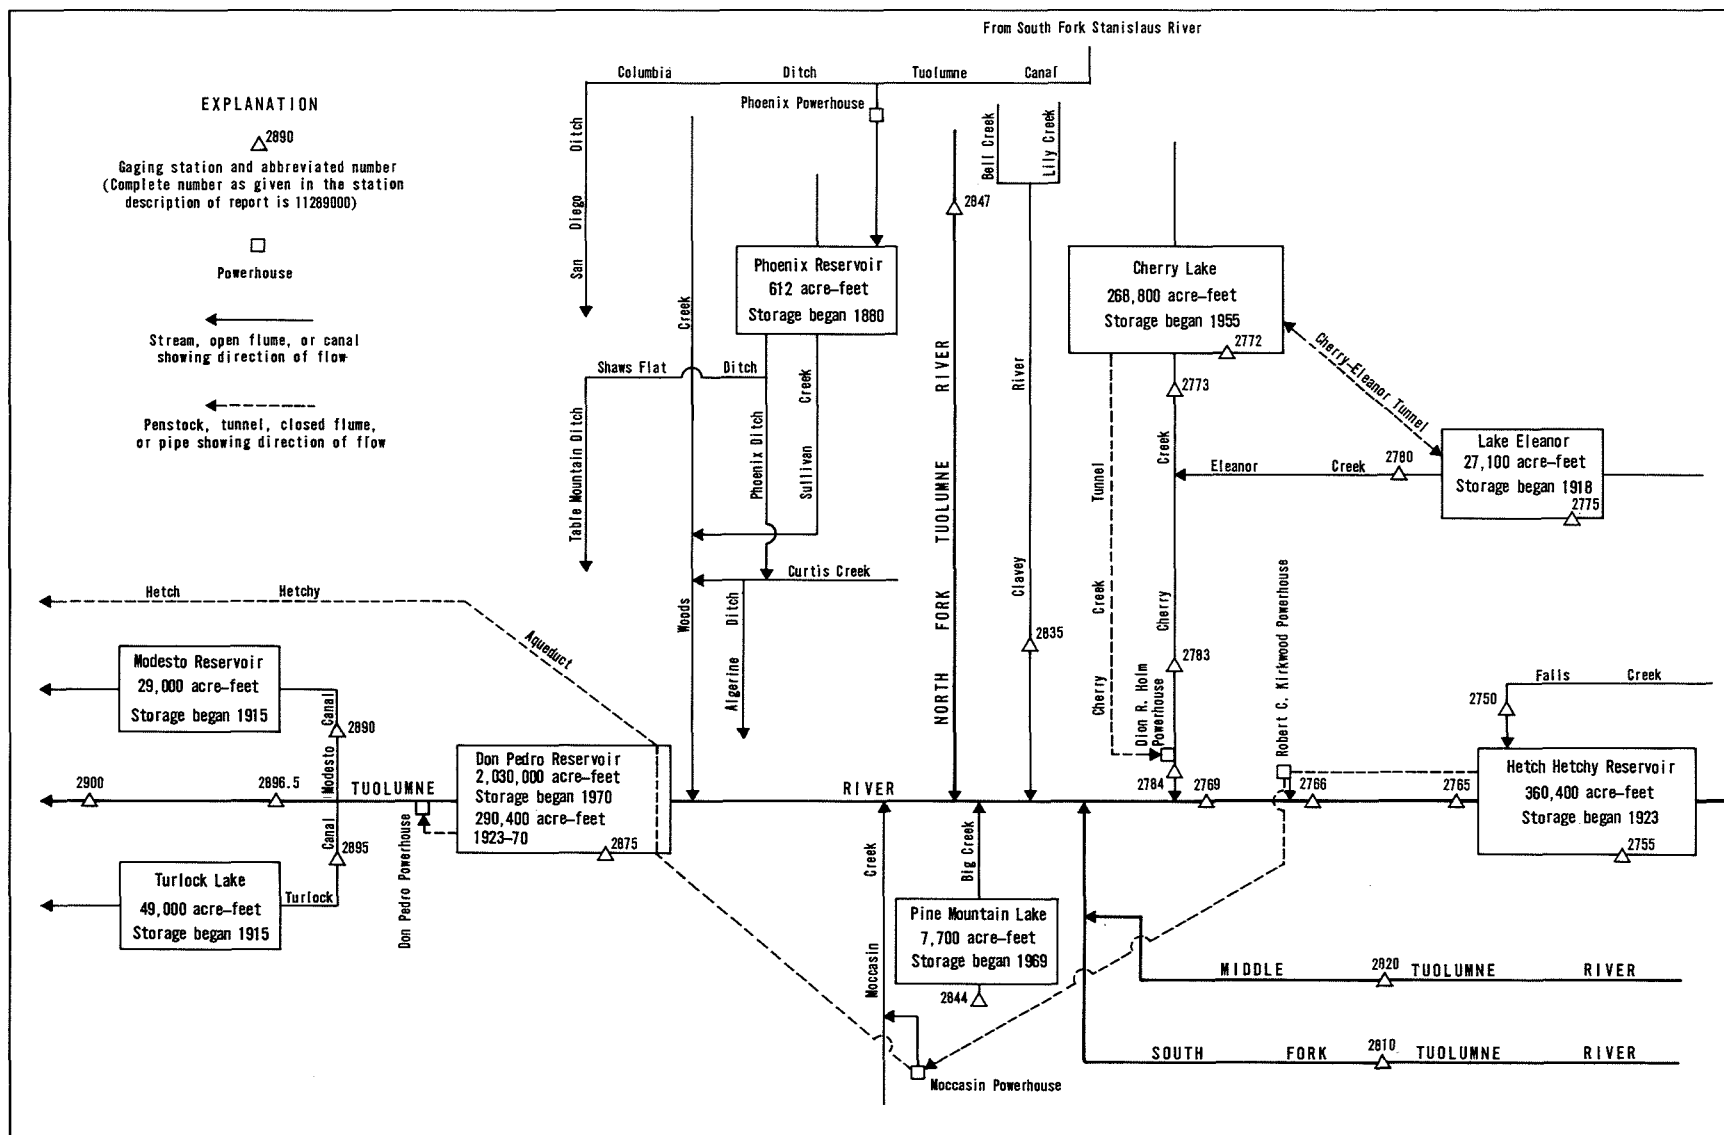 From South Fork Stanislaus River
Columbia Ditch Tuolumne Canal
EXPLANATION
2890
Gaging station and abbreviated number
(Complete number as given in the station
description of report is 11289000)
Powerhouse
Stream, open flume, or canal
showing direction of flow
Penstock, tunnel, closed flume,
or pipe showing direction of flow
San Diego Ditch
Phoenix Powerhouse
Phoenix Reservoir
612 acre-feet
Storage began 1880
Shaws Flat Ditch
Table Mountain Ditch
Phoenix Ditch
Sullivan Creek
Woods Creek
Curtis Creek
Algerine Ditch
2847
NORTH FORK TUOLUMNE RIVER
Bell Creek
Lily Creek
Clavey River
2835
Cherry Lake
268,800 acre-feet
Storage began 1955
2772
2773
Cherry-Eleanor Tunnel
Lake Eleanor
27,100 acre-feet
Storage began 1918
2775
2780
Eleanor Creek
Cherry Creek
Cherry Creek Tunnel
2783
Dion R. Holm
Powerhouse
2784
Robert C. Kirkwood Powerhouse
Falls Creek
2750
Hetch Hetchy Reservoir
360,400 acre-feet
Storage began 1923
2755
2765
2766
2769
Hetch Hetchy Aqueduct
Modesto Reservoir
29,000 acre-feet
Storage began 1915
2890
Modesto Canal
2900
2896.5
TUOLUMNE RIVER
Don Pedro Reservoir
2,030,000 acre-feet
Storage began 1970
290,400 acre-feet
1923-70
2875
Don Pedro Powerhouse
2895
Turlock Canal
Turlock Lake
49,000 acre-feet
Storage began 1915
Moccasin Creek
Big Creek
Pine Mountain Lake
7,700 acre-feet
Storage began 1969
2844
Moccasin Powerhouse
MIDDLE 2820 TUOLUMNE RIVER
SOUTH FORK 2810 TUOLUMNE RIVER